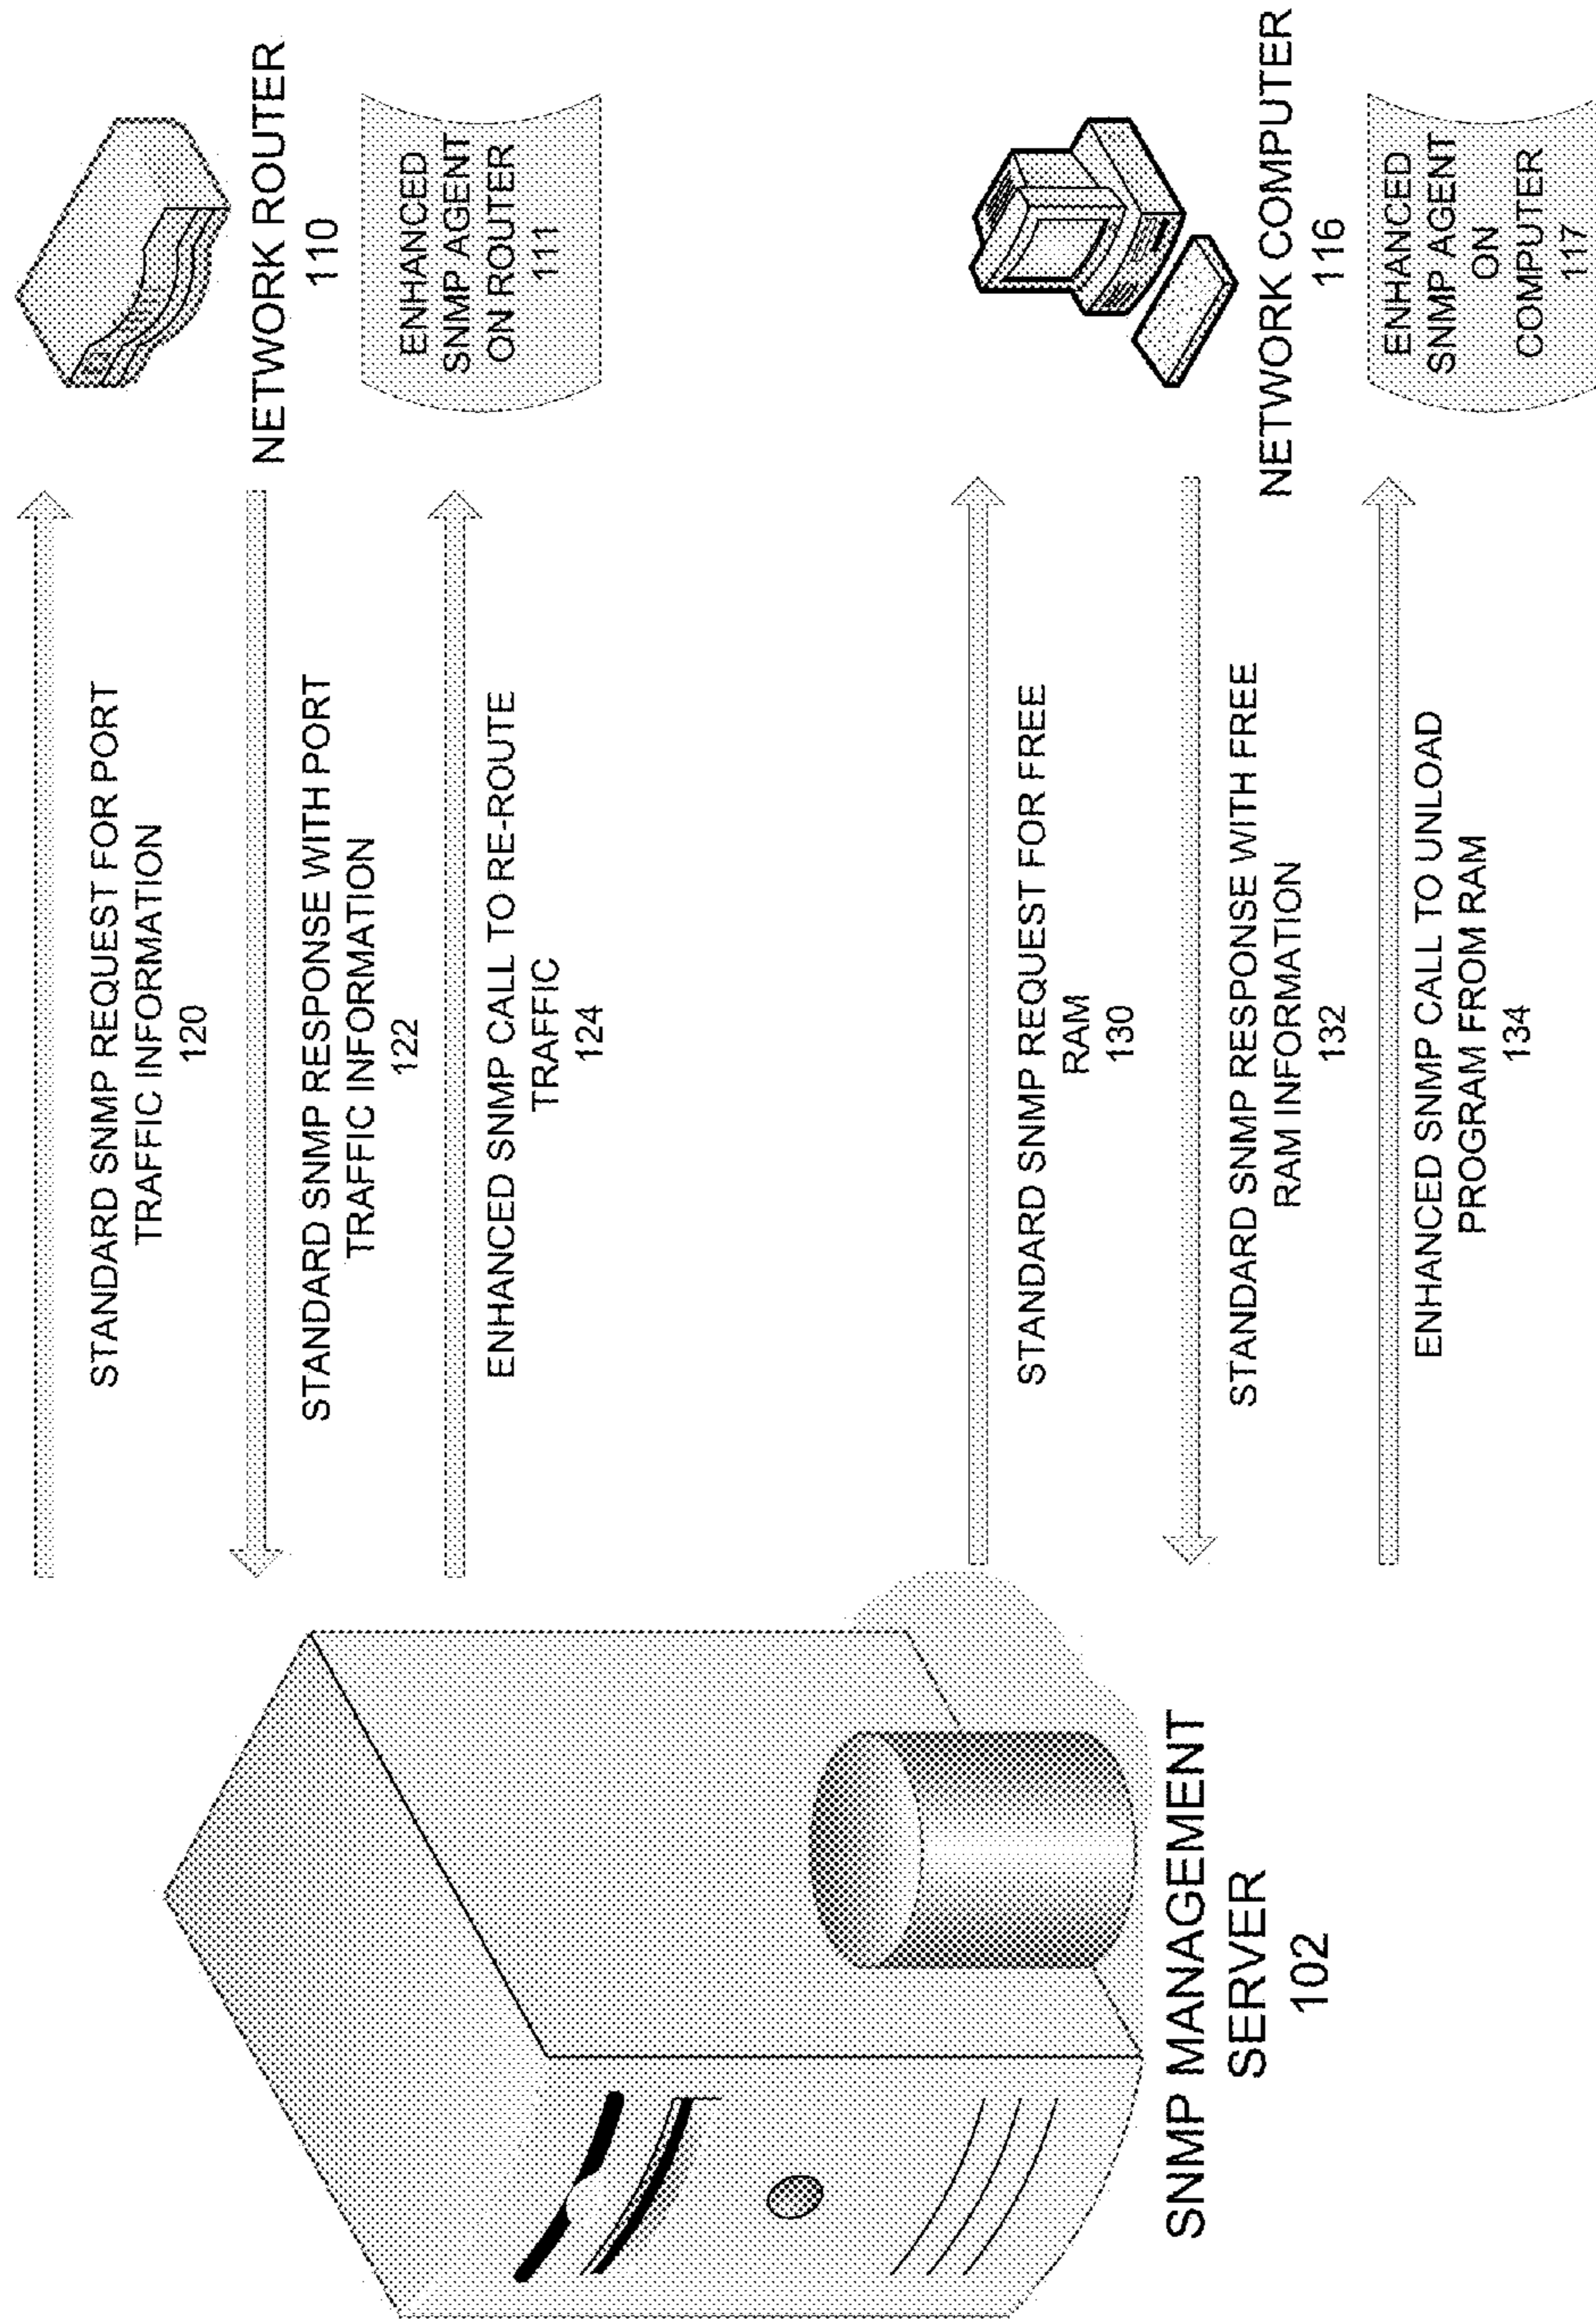 STANDARD SNMP REQUEST FOR PORT
TRAFFIC INFORMATION
120
STANDARD SNMP RESPONSE WITH PORT
TRAFFIC INFORMATION
122
ENHANCED SNMP CALL TO RE-ROUTE
TRAFFIC
124
NETWORK ROUTER
110
ENHANCED
SNMP AGENT
ON ROUTER
111
STANDARD SNMP REQUEST FOR FREE
RAM
130
STANDARD SNMP RESPONSE WITH FREE
RAM INFORMATION
132
ENHANCED SNMP CALL TO UNLOAD
PROGRAM FROM RAM
134
NETWORK COMPUTER
116
ENHANCED
SNMP AGENT
ON
COMPUTER
117
SNMP MANAGEMENT
SERVER
102